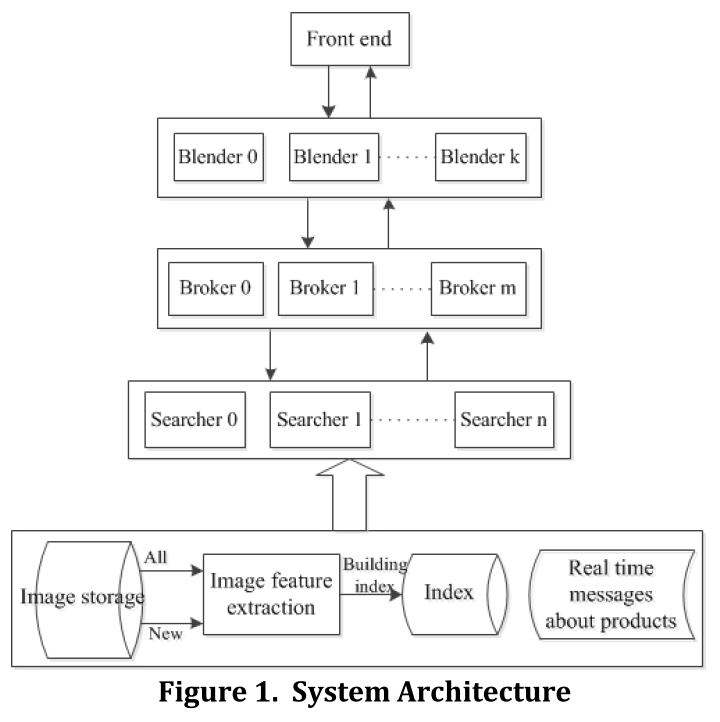 Front end
Blender 0
Blender 1
Blender k
Broker 0
Broker 1
Broker m
Searcher 0
Searcher 1
Searcher n
Image storage
All
New
Image feature
extraction
Building
index
Index
Real time
messages
about products
Figure 1. System Architecture